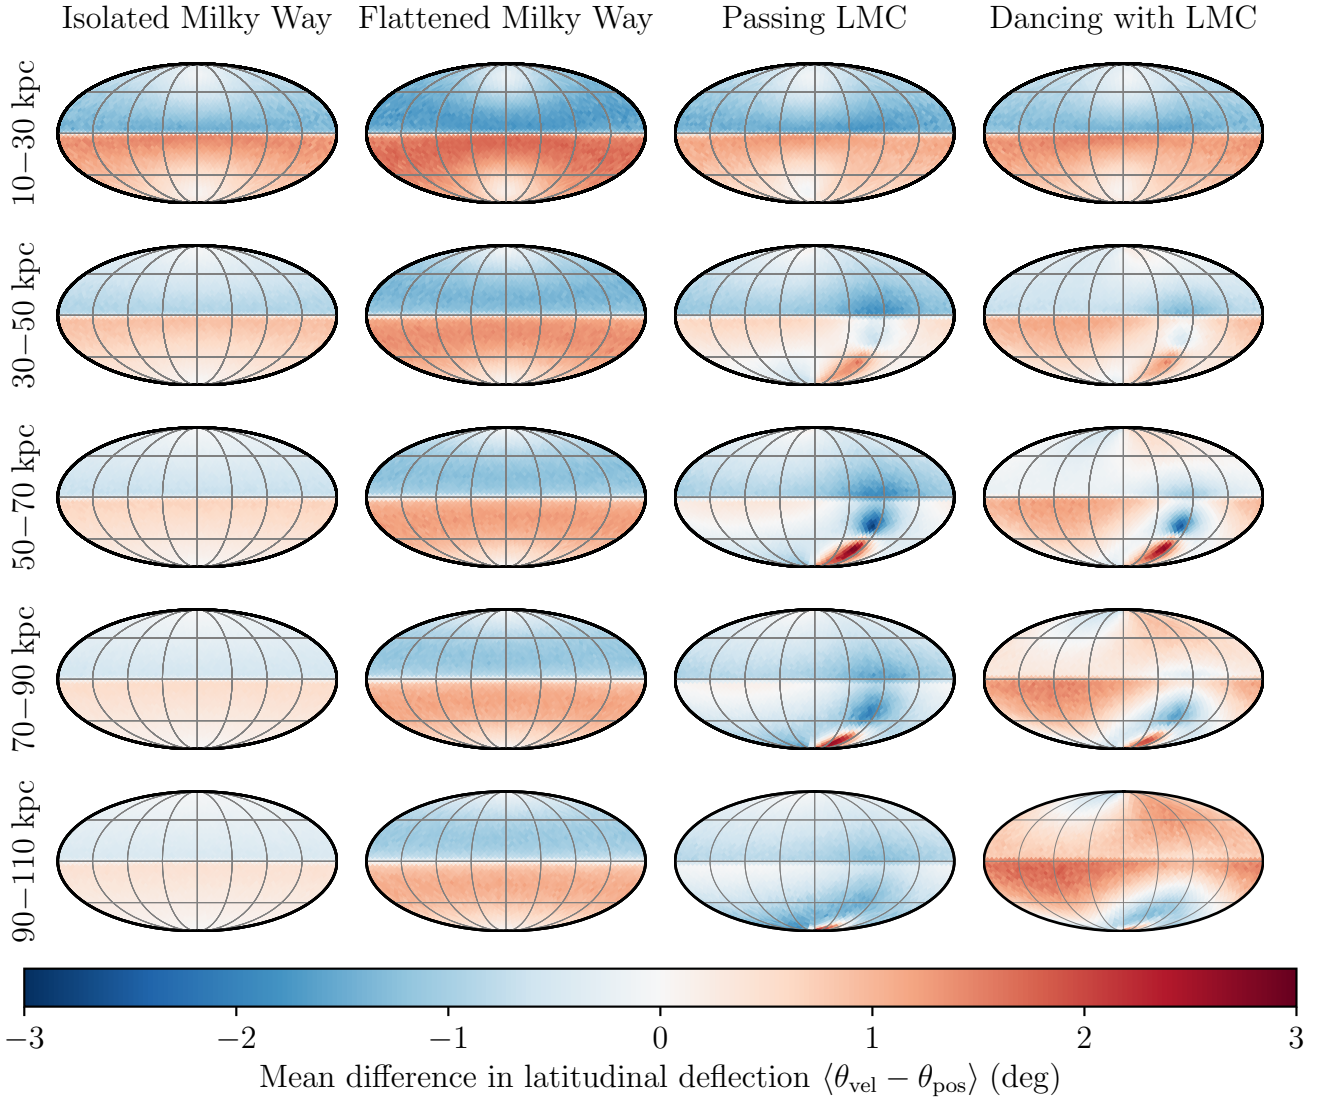 Isolated Milky Way Flattened Milky Way Passing LMC Dancing with LMC
10−30 kpc
30−50 kpc
50−70 kpc
70−90 kpc
90−110 kpc
−3 −2 −1 0 1 2 3
Mean difference in latitudinal deflection ⟨θ_vel − θ_pos⟩ (deg)